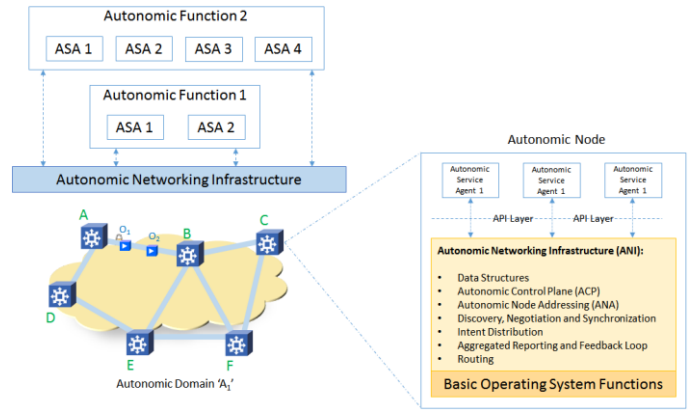 Autonomic Function 2
ASA 1 ASA 2 ASA 3 ASA 4
Autonomic Function 1
ASA 1 ASA 2
Autonomic Networking Infrastructure
A
O1
O2
B
C
D
E
F
Autonomic Domain 'A1'
Autonomic Node
Autonomic
Service
Agent 1
Autonomic
Service
Agent 1
Autonomic
Service
Agent 1
API Layer API Layer
Autonomic Networking Infrastructure (ANI):
• Data Structures
• Autonomic Control Plane (ACP)
• Autonomic Node Addressing (ANA)
• Discovery, Negotiation and Synchronization
• Intent Distribution
• Aggregated Reporting and Feedback Loop
• Routing
Basic Operating System Functions